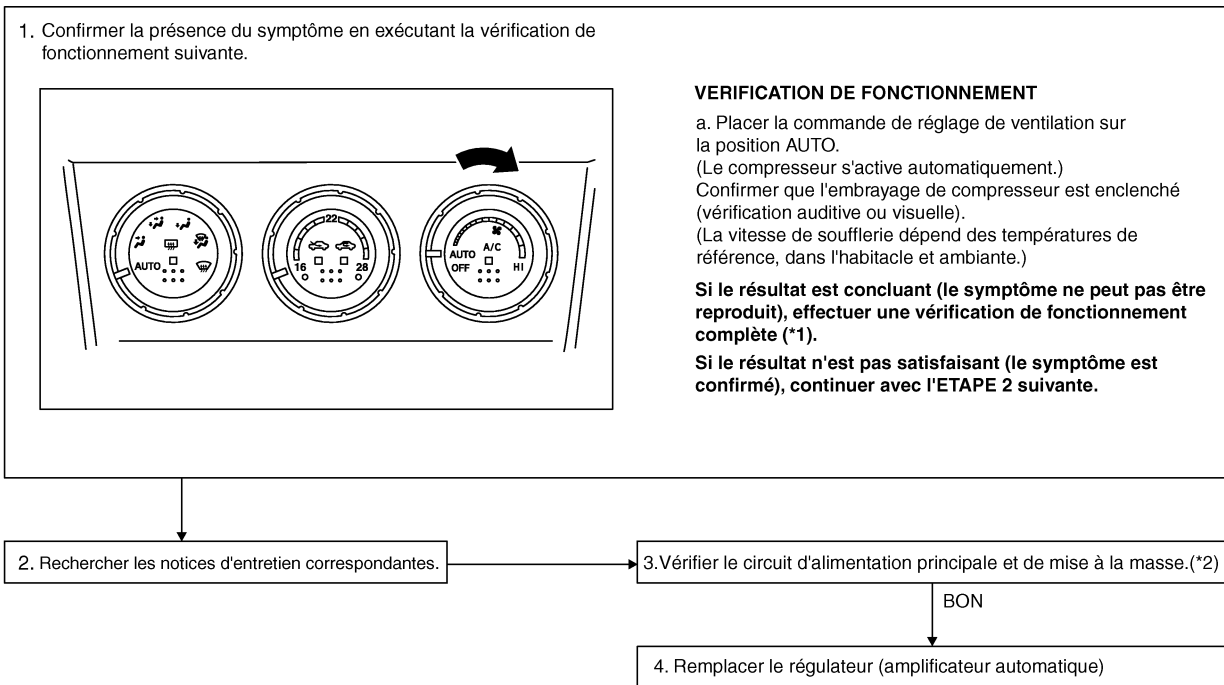 1. Confirmer la présence du symptôme en exécutant la vérification de
fonctionnement suivante.
22
AUTO
16
28
A/C
AUTO
OFF
HI
VERIFICATION DE FONCTIONNEMENT
a. Placer la commande de réglage de ventilation sur
la position AUTO.
(Le compresseur s'active automatiquement.)
Confirmer que l'embrayage de compresseur est enclenché
(vérification auditive ou visuelle).
(La vitesse de soufflerie dépend des températures de
référence, dans l'habitacle et ambiante.)
Si le résultat est concluant (le symptôme ne peut pas être
reproduit), effectuer une vérification de fonctionnement
complète (*1).
Si le résultat n'est pas satisfaisant (le symptôme est
confirmé), continuer avec l'ETAPE 2 suivante.
2. Rechercher les notices d'entretien correspondantes.
3.Vérifier le circuit d'alimentation principale et de mise à la masse.(*2)
BON
4. Remplacer le régulateur (amplificateur automatique)